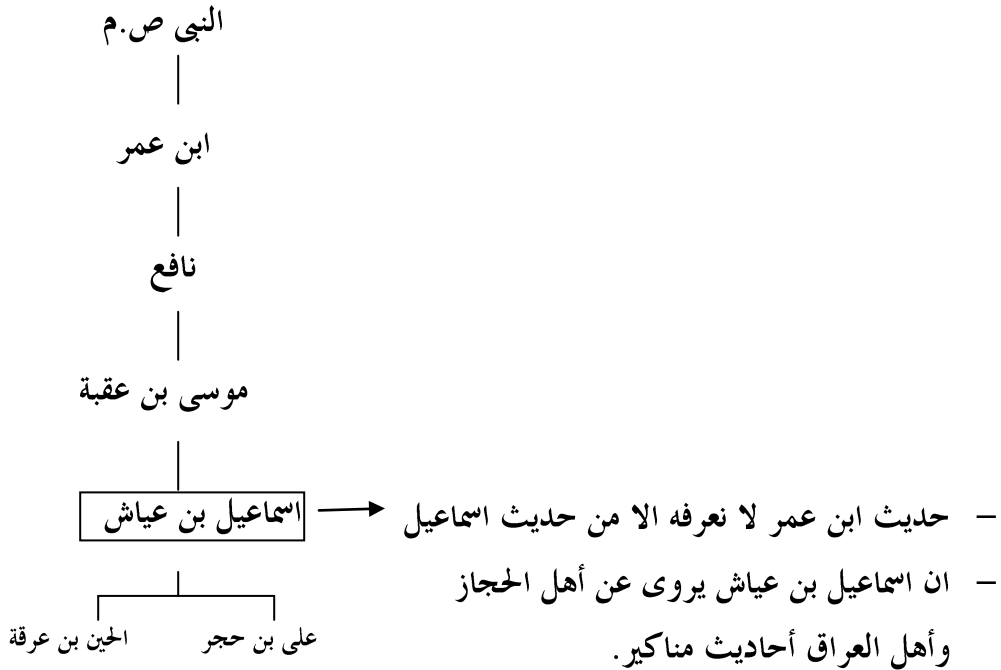 النبى ص.م
ابن عمر
نافع
موسى بن عقبة
اسماعيل بن عياش
– حديث ابن عمر لا نعرفه الا من حديث اسماعيل
– ان اسماعيل بن عياش يروى عن أهل الحجاز
وأهل العراق أحاديث مناكير.
على بن حجر
الحين بن عرقة